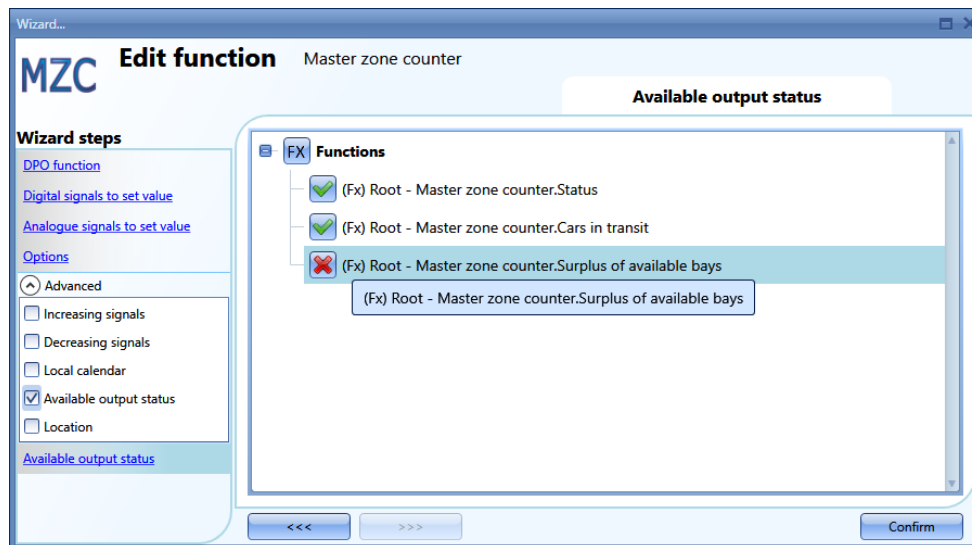 Wizard...
MZC
Edit function Master zone counter
Available output status
Wizard steps
DPO function
Digital signals to set value
Analogue signals to set value
Options
Advanced
Increasing signals
Decreasing signals
Local calendar
Available output status
Location
Available output status
FX Functions
(Fx) Root - Master zone counter.Status
(Fx) Root - Master zone counter.Cars in transit
(Fx) Root - Master zone counter.Surplus of available bays
(Fx) Root - Master zone counter.Surplus of available bays
<<< >>> Confirm